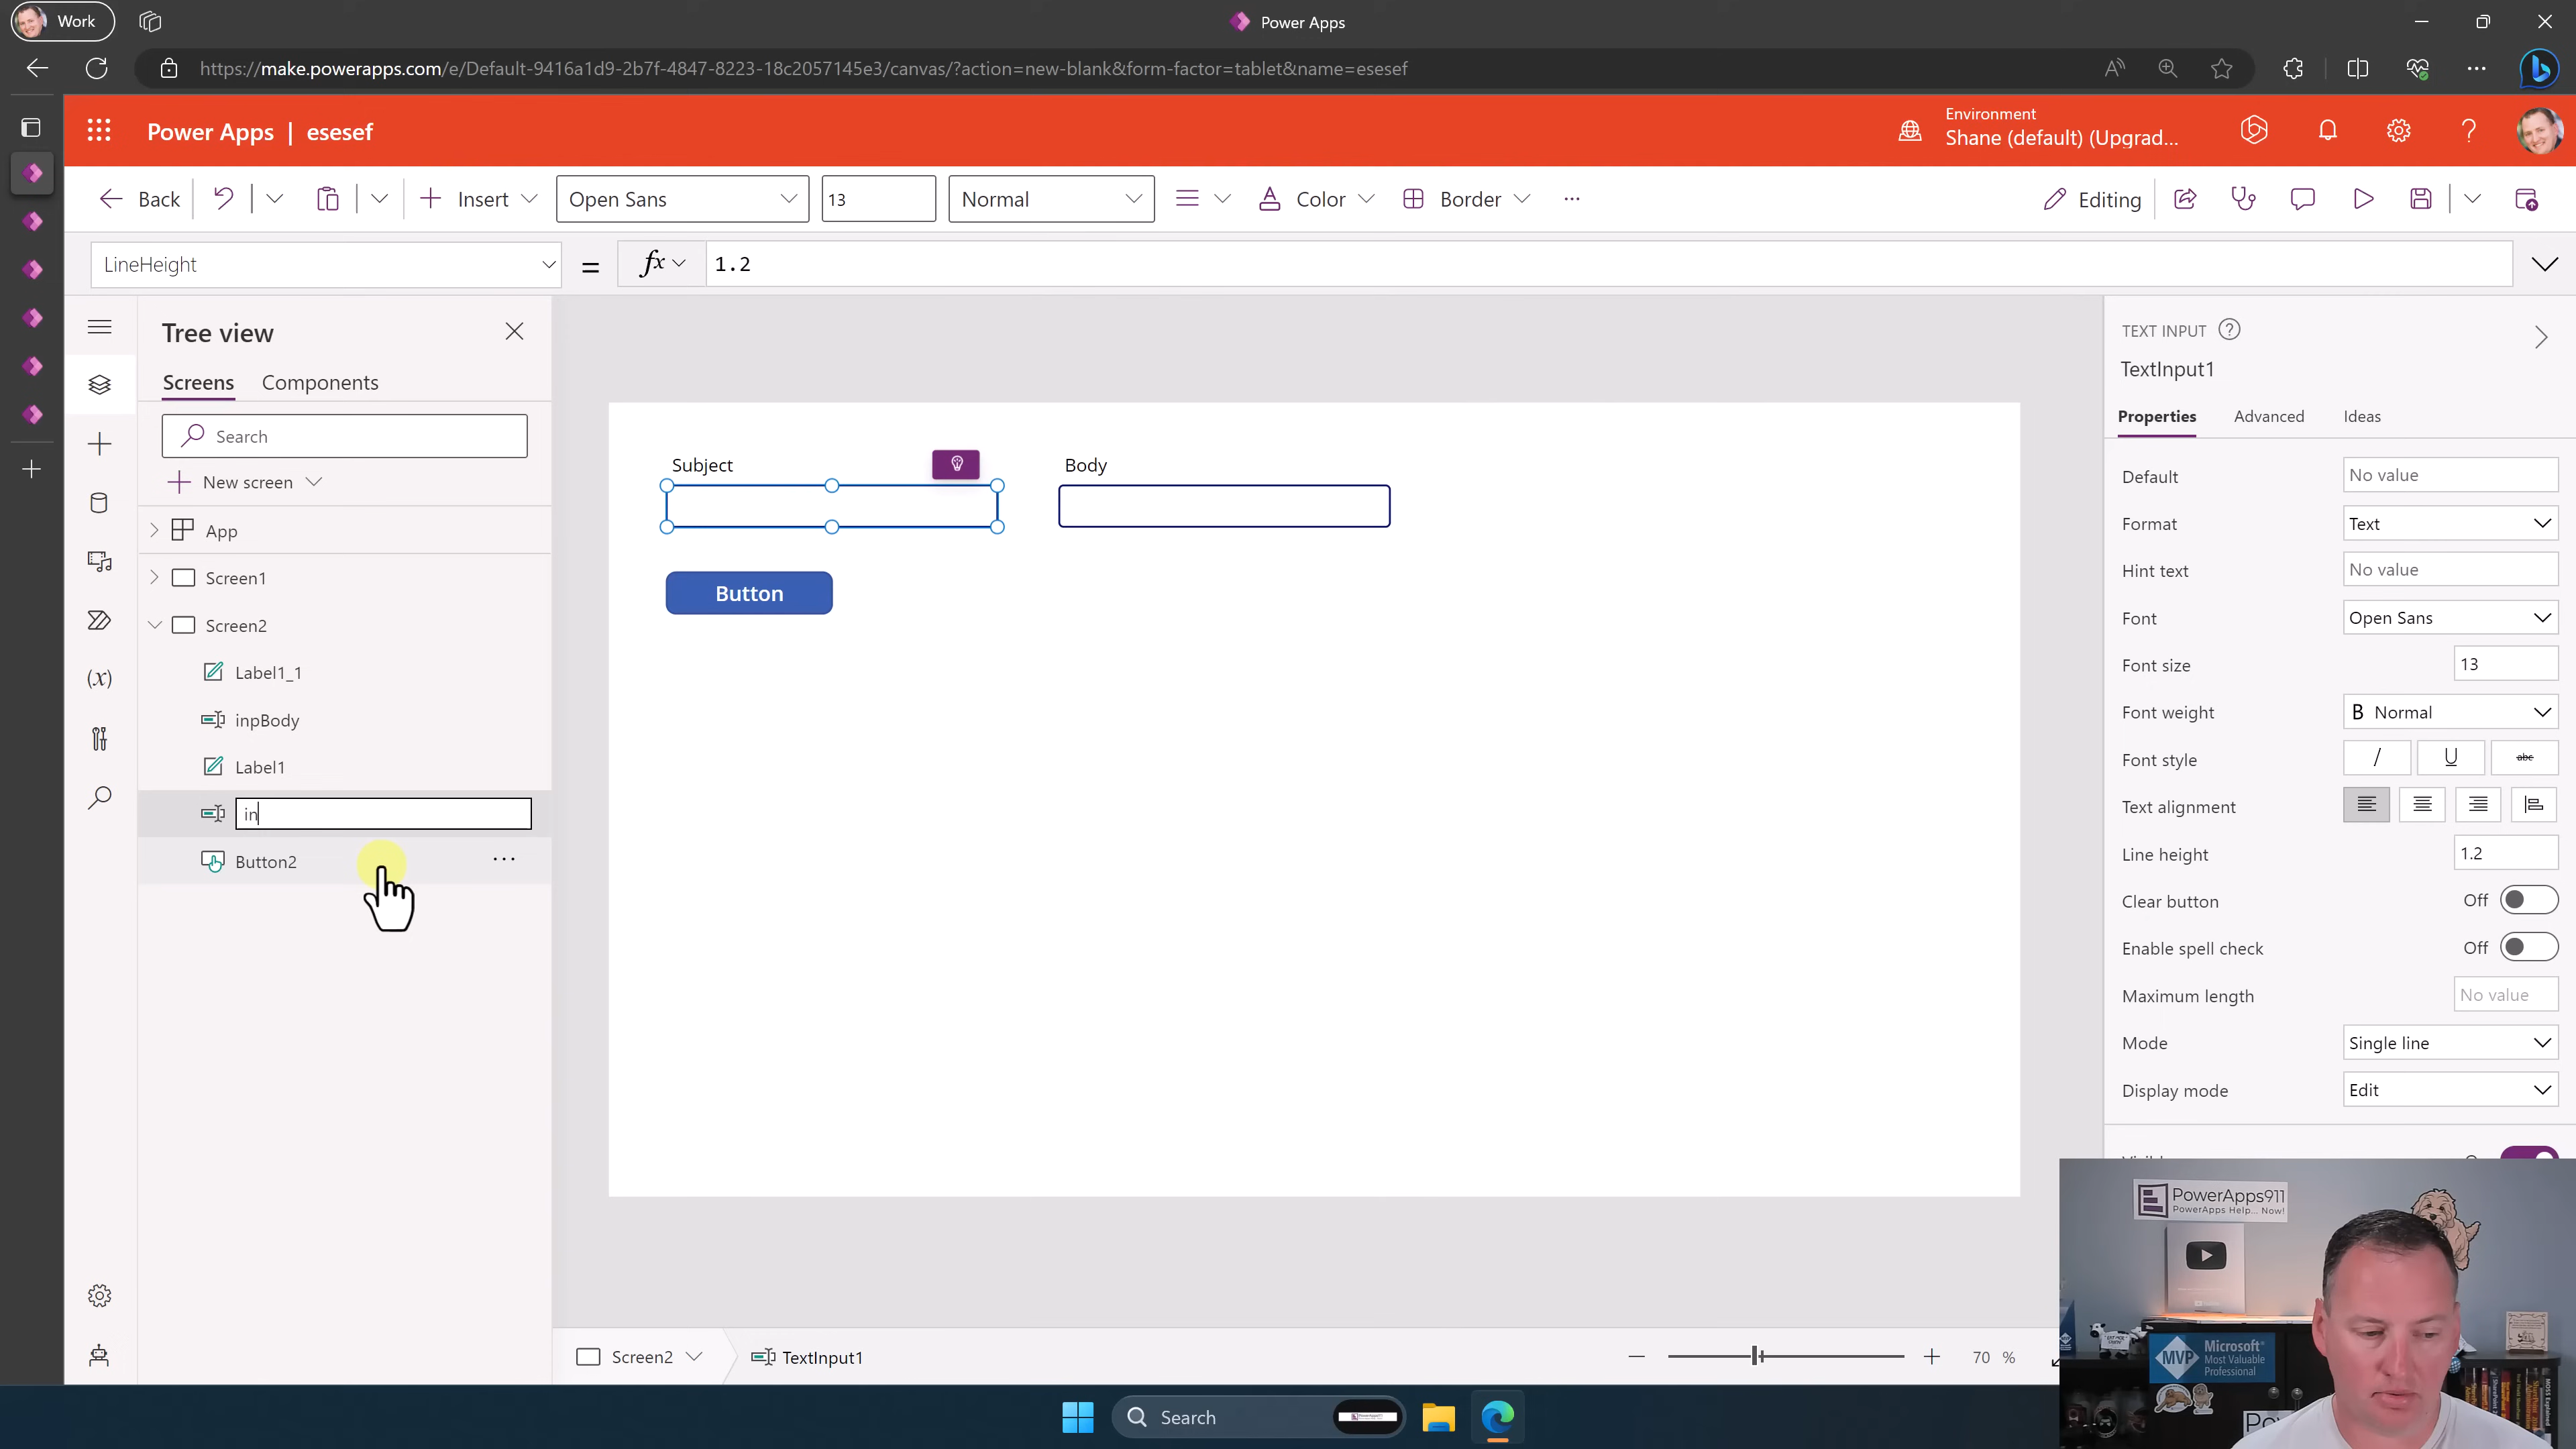 Work
Power Apps
https://make.powerapps.com/e/Default-9416a1d9-2b7f-4847-8223-18c2057145e3/canvas/?action=new-blank&form-factor=tablet&name=esesef
Power Apps | esesef
Environment
Shane (default) (Upgrad...
Back
Insert
Open Sans
13
Normal
Color
Border
Editing
LineHeight
=
fx
1.2
Tree view
Screens
Components
Search
New screen
App
Screen1
Screen2
Label1_1
inpBody
Label1
in
Button2
(x)
Subject
Body
Button
TEXT INPUT
TextInput1
Properties
Advanced
Ideas
Default
No value
Format
Text
Hint text
No value
Font
Open Sans
Font size
13
Font weight
B Normal
Font style
/ U abc
Text alignment
Line height
1.2
Clear button
Off
Enable spell check
Off
Maximum length
No value
Mode
Single line
Display mode
Edit
Screen2
TextInput1
70 %
PowerApps911
PowerApps Help... Now!
MVP
Microsoft
Most Valuable
Professional
Search